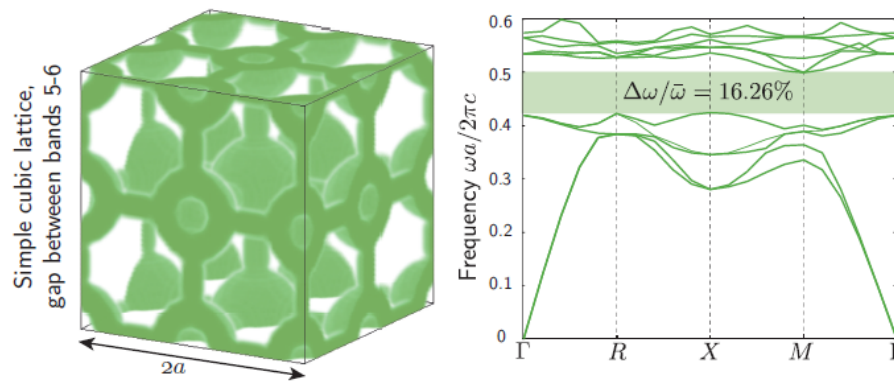 Simple cubic lattice,
gap betweeen bands 5-6
2a
Frequency ωa/2πc
0.6
0.5
0.4
0.3
0.2
0.1
0
Δω/ω̄ = 16.26%
Γ R X M Γ